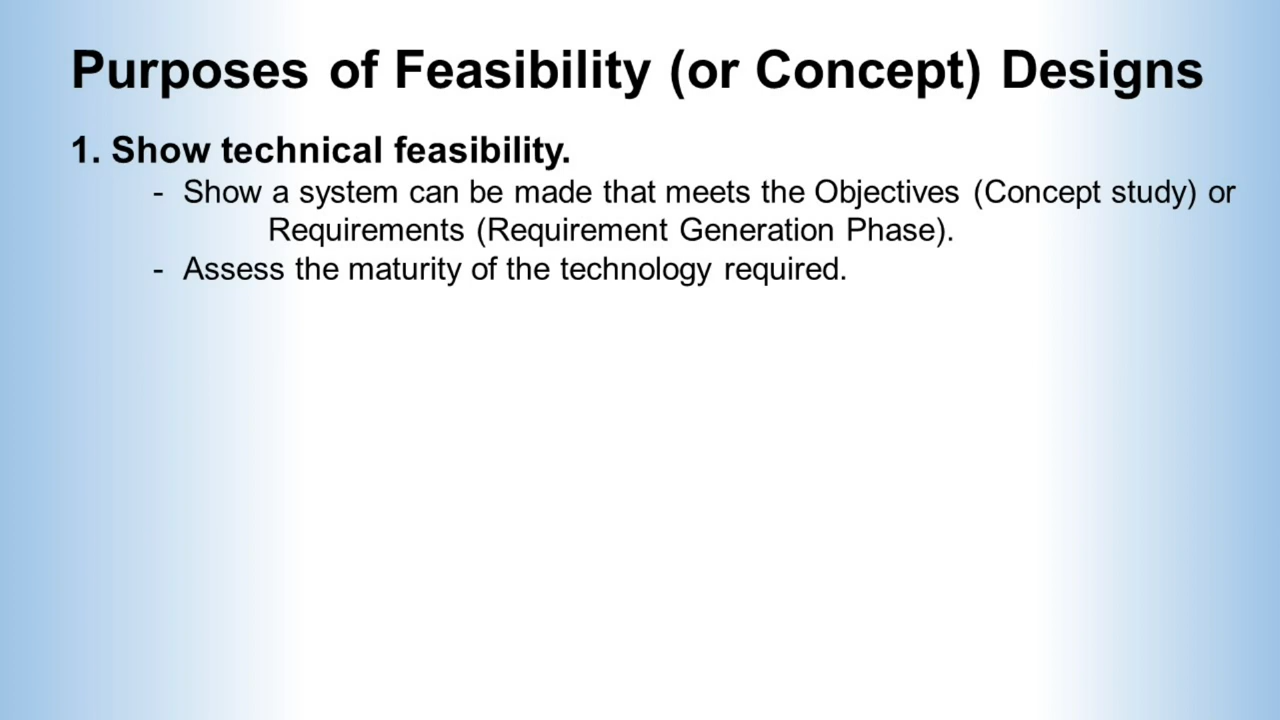 Purposes of Feasibility (or Concept) Designs
1. Show technical feasibility.
- Show a system can be made that meets the Objectives (Concept study) or
Requirements (Requirement Generation Phase).
- Assess the maturity of the technology required.